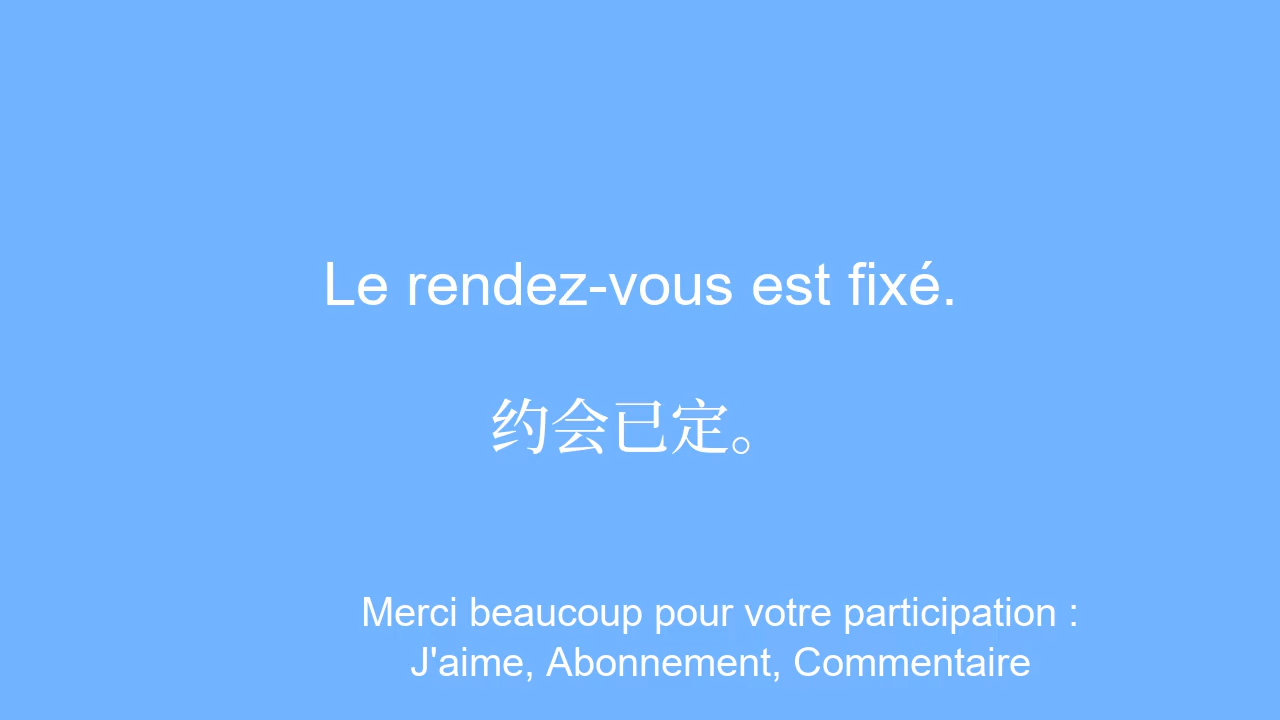 Le rendez-vous est fixé.
约会已定。
Merci beaucoup pour votre participation :
J'aime, Abonnement, Commentaire